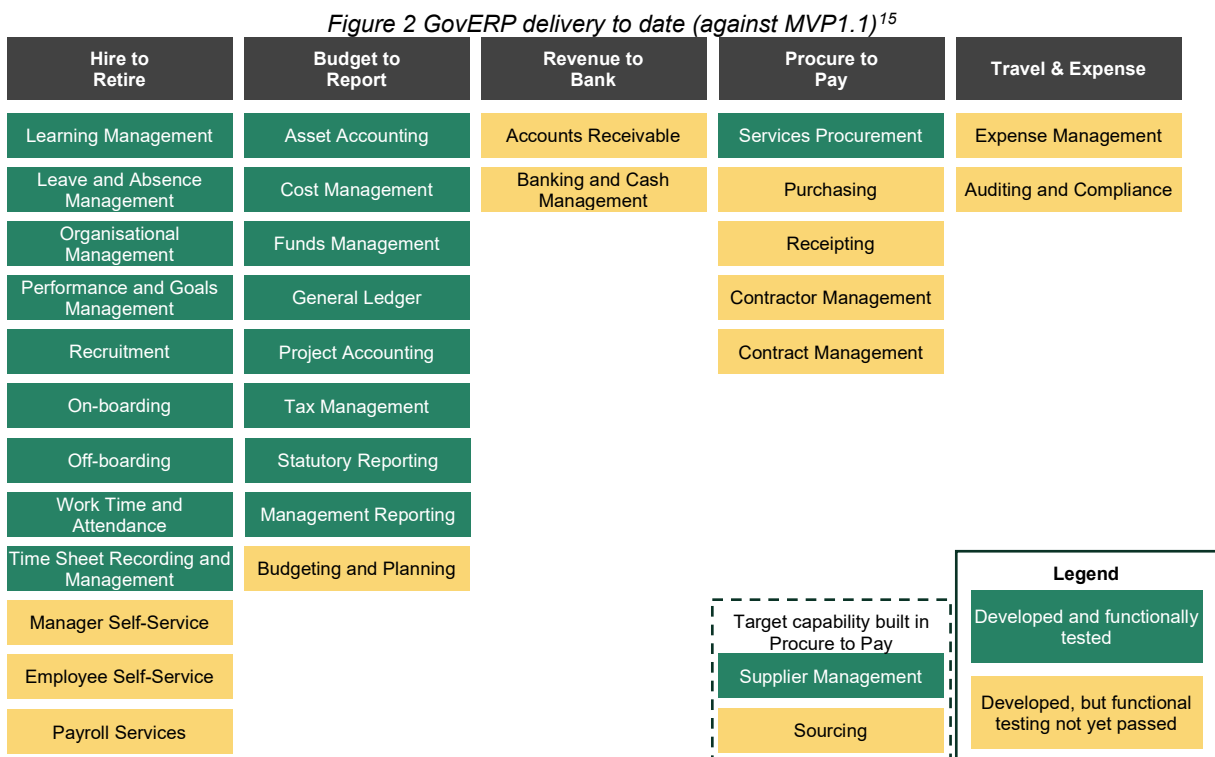 Figure 2 GovERP delivery to date (against MVP1.1)15
Hire to
Retire
Learning Management
Leave and Absence
Management
Organisational
Management
Performance and Goals
Management
Recruitment
On-boarding
Off-boarding
Work Time and
Attendance
Time Sheet Recording and
Management
Manager Self-Service
Employee Self-Service
Payroll Services
Budget to
Report
Asset Accounting
Cost Management
Funds Management
General Ledger
Project Accounting
Tax Management
Statutory Reporting
Management Reporting
Budgeting and Planning
Revenue to
Bank
Accounts Receivable
Banking and Cash
Management
Procure to
Pay
Services Procurement
Purchasing
Receipting
Contractor Management
Contract Management
Target capability built in
Procure to Pay
Supplier Management
Sourcing
Travel & Expense
Expense Management
Auditing and Compliance
Legend
Developed and functionally
tested
Developed, but functional
testing not yet passed